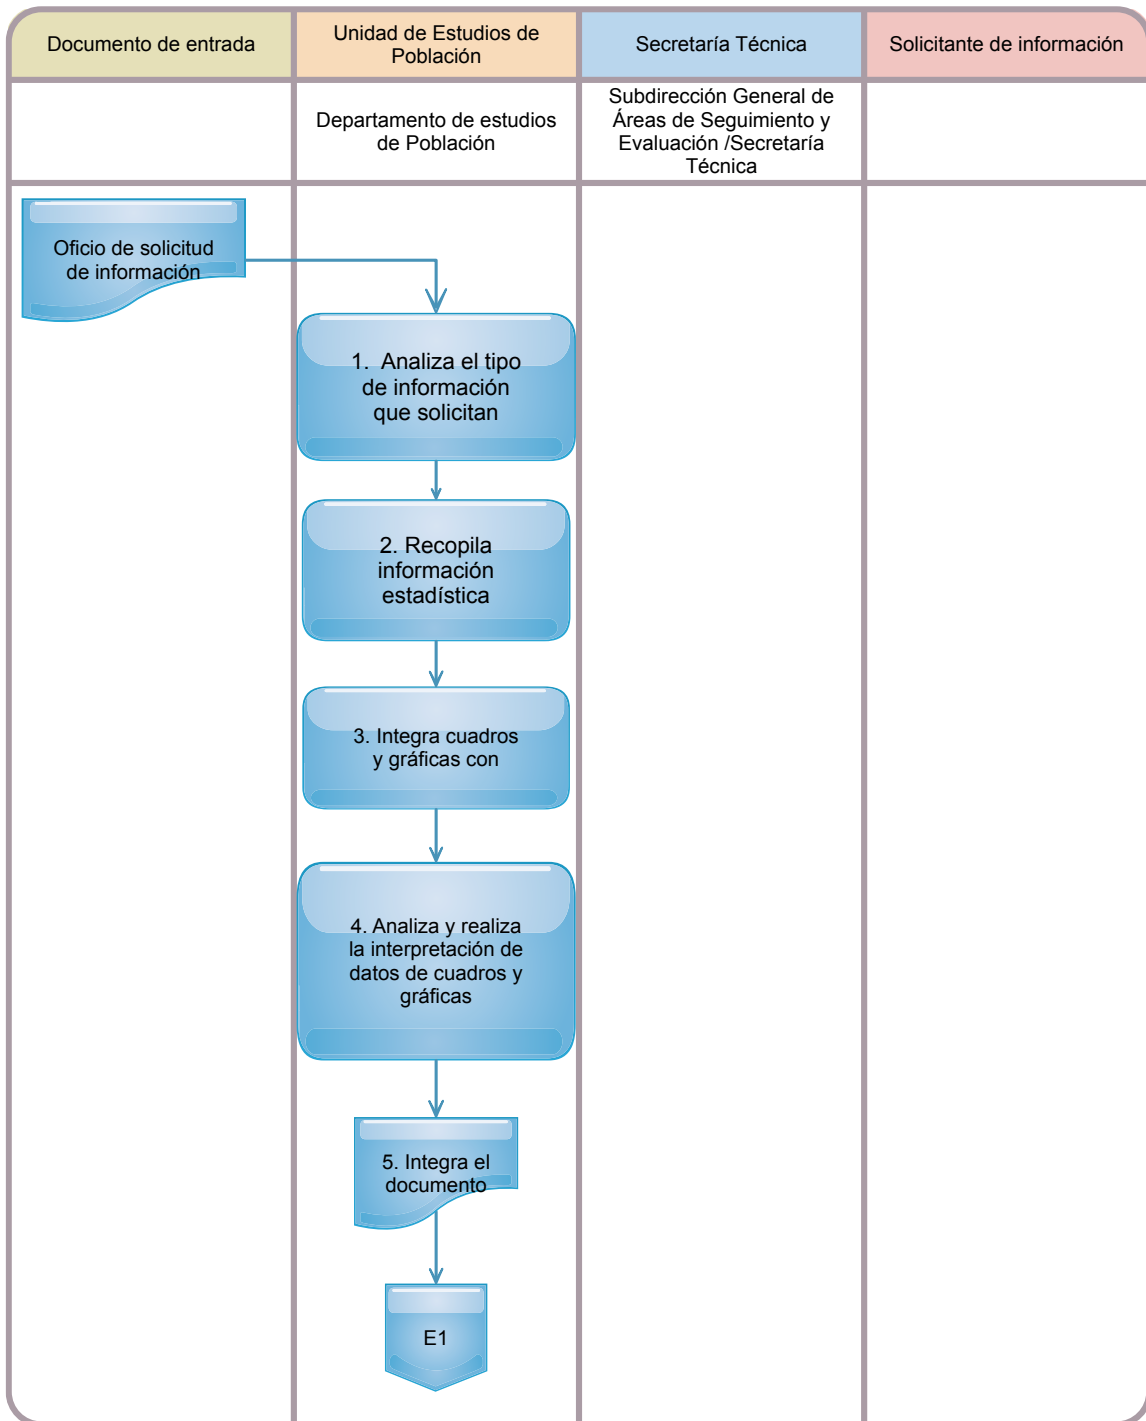 Documento de entrada
Unidad de Estudios de
Población
Secretaría Técnica
Solicitante de información
Departamento de estudios
de Población
Subdirección General de
Áreas de Seguimiento y
Evaluación /Secretaría
Técnica
Oficio de solicitud
de información
1. Analiza el tipo
de información
que solicitan
2. Recopila
información
estadística
3. Integra cuadros
y gráficas con
4. Analiza y realiza
la interpretación de
datos de cuadros y
gráficas
5. Integra el
documento
E1